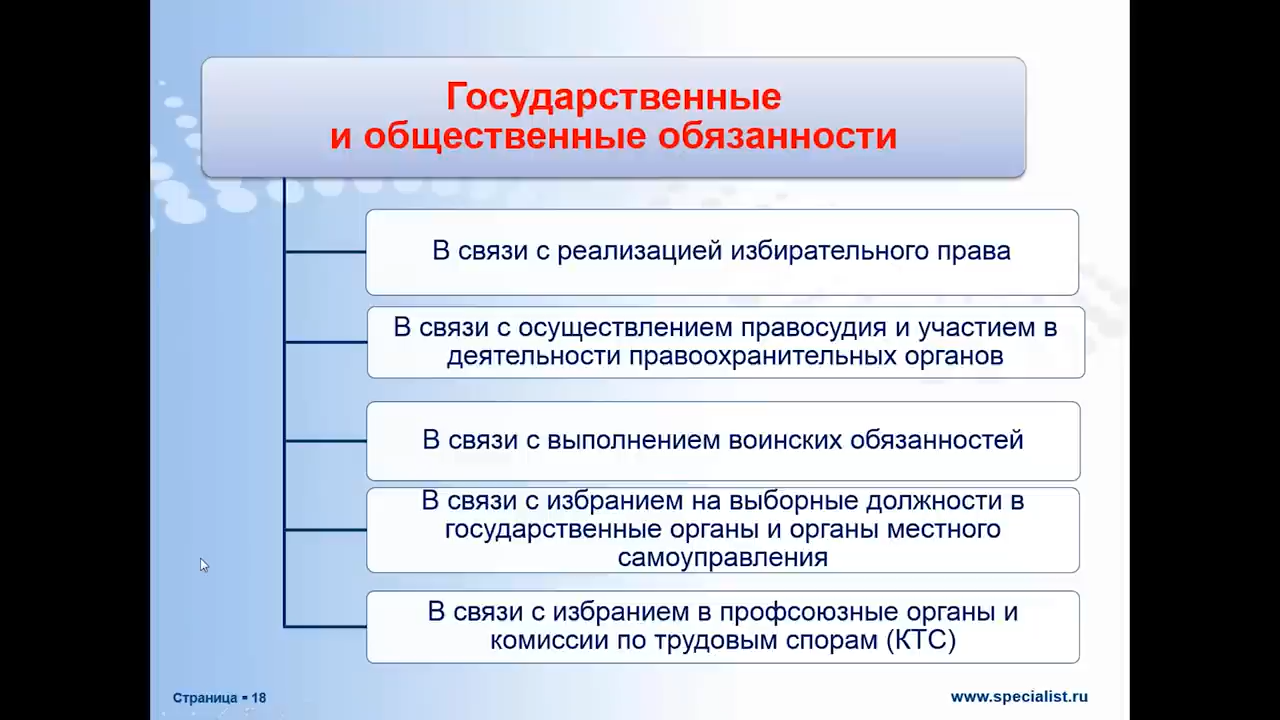 Государственные
и общественные обязанности
В связи с реализацией избирательного права
В связи с осуществлением правосудия и участием в
деятельности правоохранительных органов
В связи с выполнением воинских обязанностей
В связи с избранием на выборные должности в
государственные органы и органы местного
самоуправления
В связи с избранием в профсоюзные органы и
комиссии по трудовым спорам (КТС)
Страница ▪ 18
www.specialist.ru